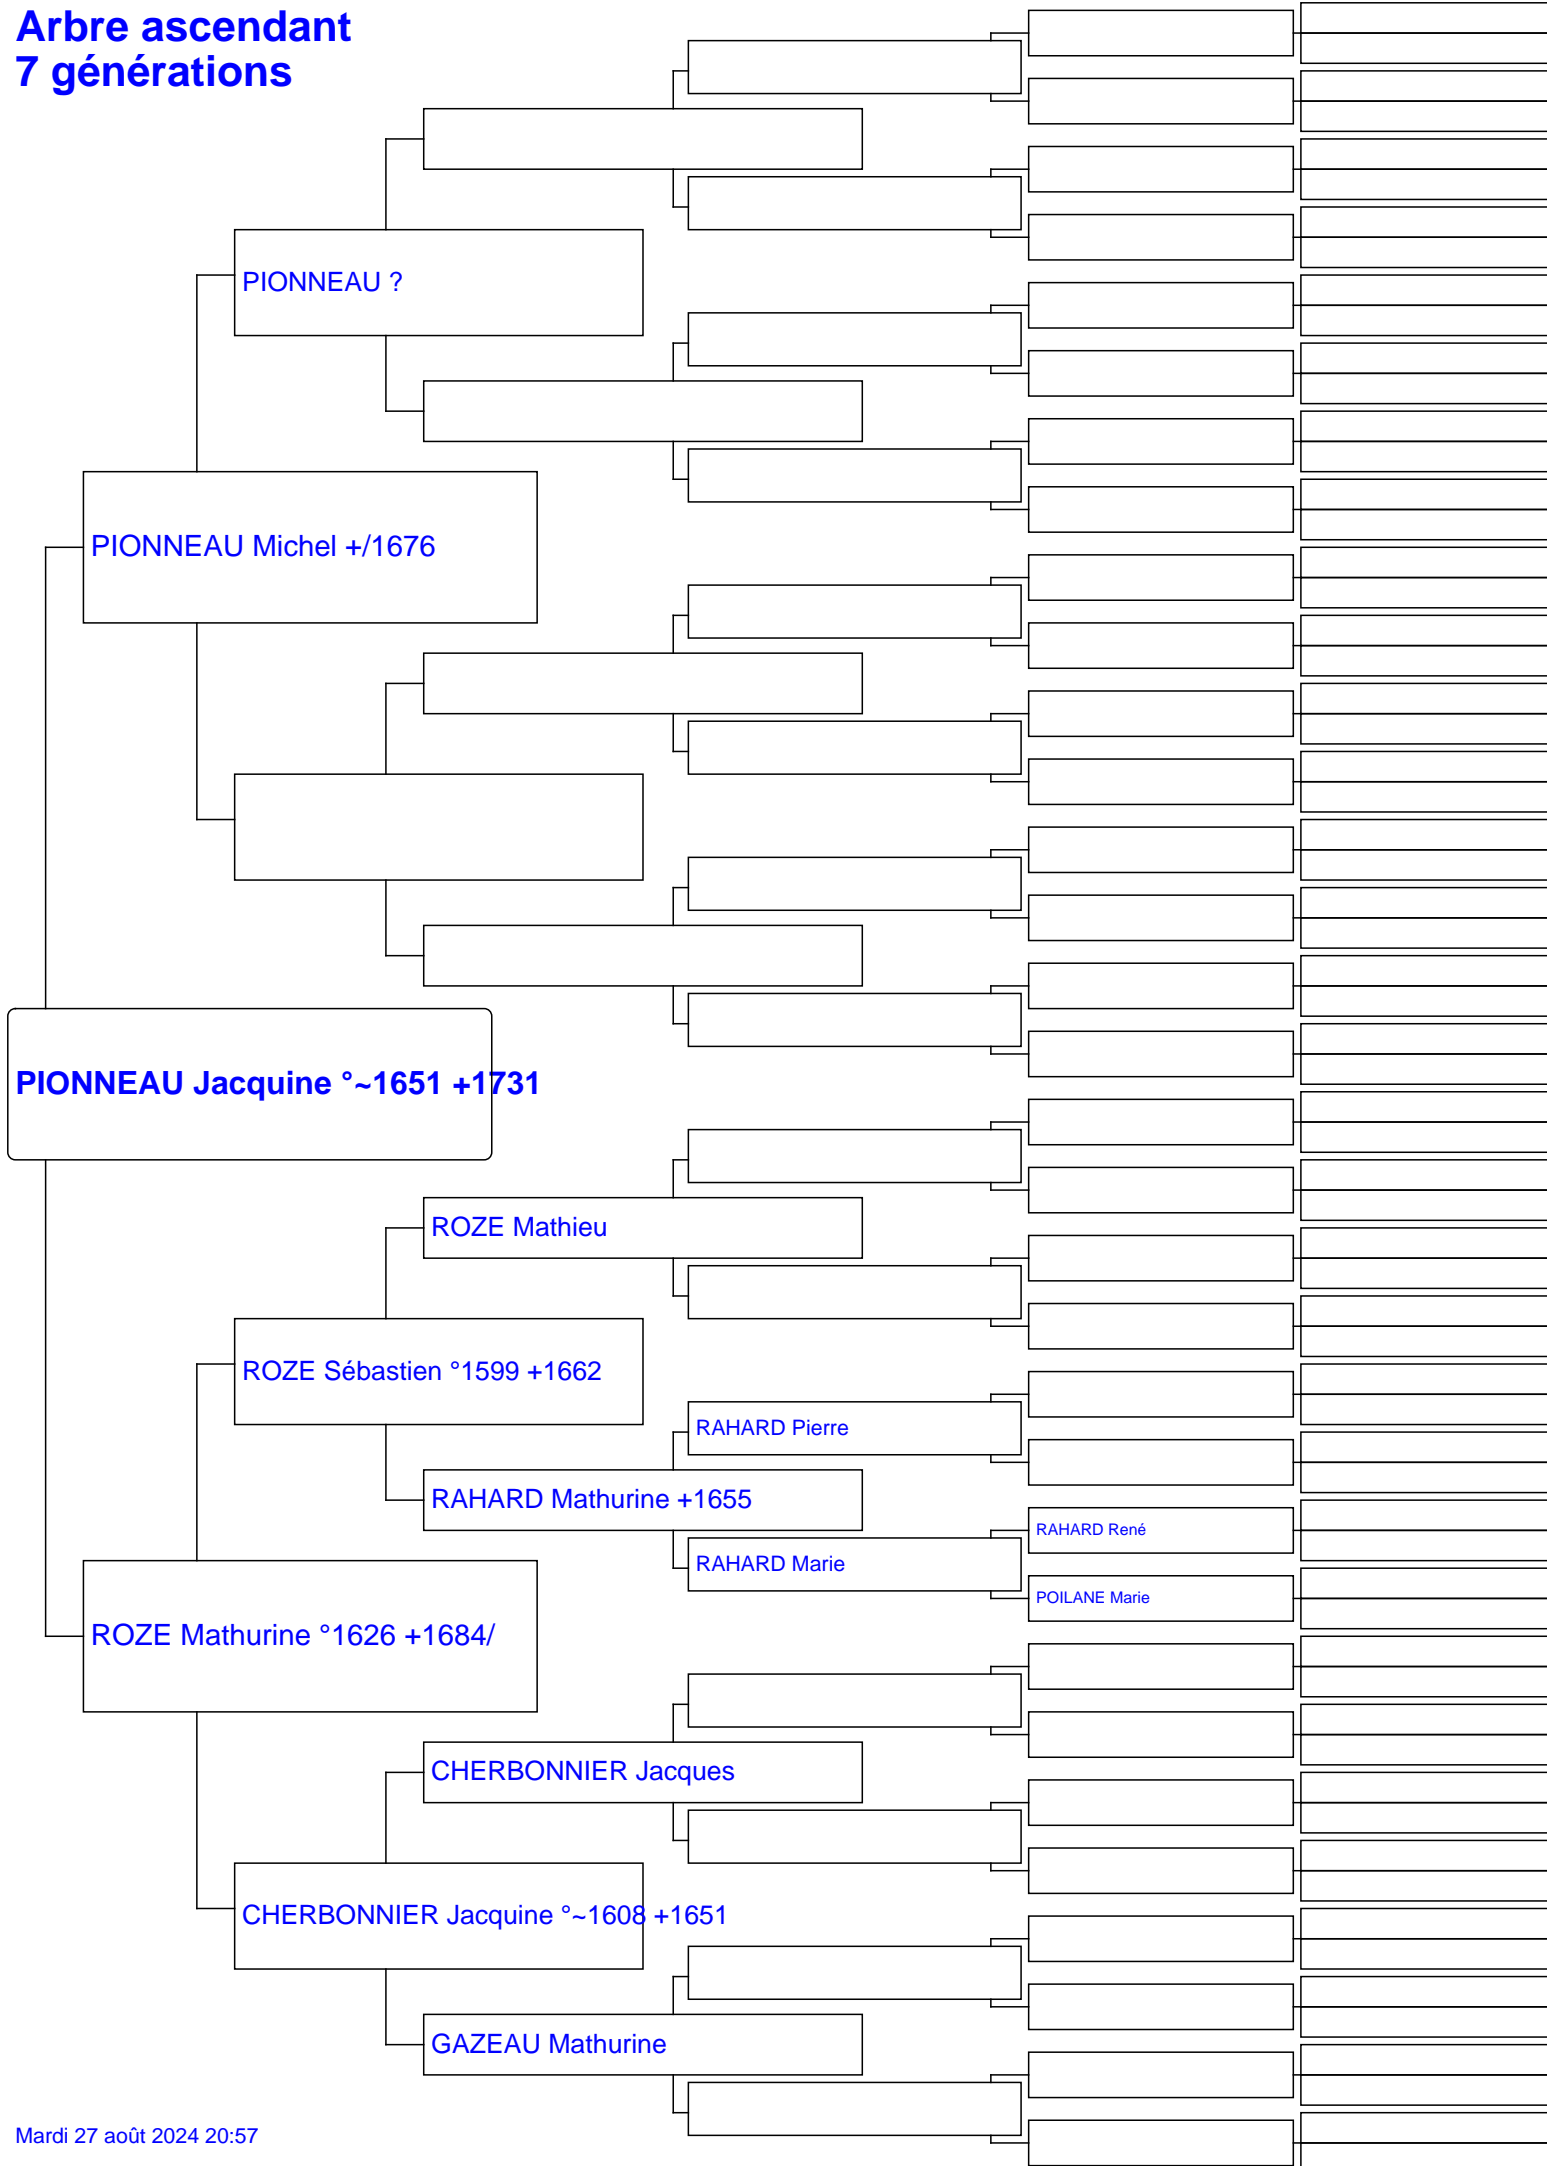 Arbre ascendant
7 générations
PIONNEAU ?
PIONNEAU Michel +/1676
PIONNEAU Jacquine °~1651 +1731
ROZE Mathieu
ROZE Sébastien °1599 +1662
RAHARD Pierre
RAHARD Mathurine +1655
RAHARD René
RAHARD Marie
POILANE Marie
ROZE Mathurine °1626 +1684/
CHERBONNIER Jacques
CHERBONNIER Jacquine °~1608 +1651
GAZEAU Mathurine
Mardi 27 août 2024 20:57